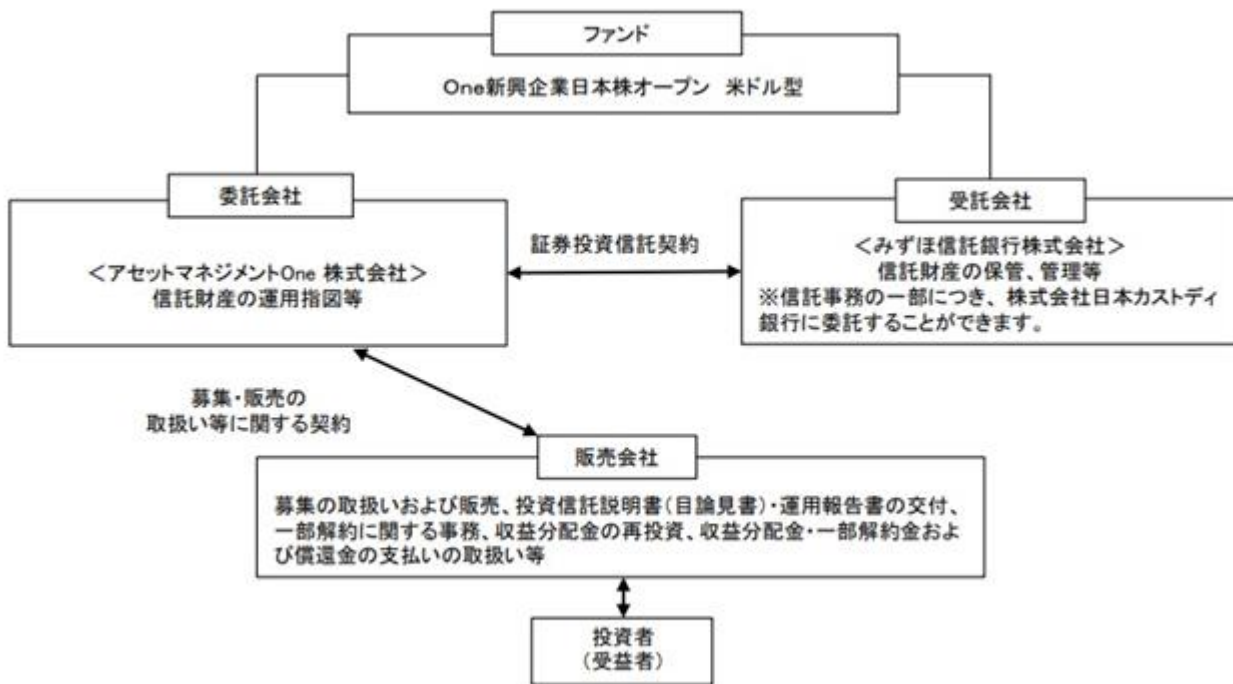 ファンド
One新興企業日本株オープン 米ドル型
委託会社
<アセットマネジメントOne 株式会社>
信託財産の運用指図等
証券投資信託契約
受託会社
<みずほ信託銀行株式会社>
信託財産の保管、管理等
※信託事務の一部につき、株式会社日本カストディ
銀行に委託することができます。
募集・販売の
取扱い等に関する契約
販売会社
募集の取扱いおよび販売、投資信託説明書(目論見書)・運用報告書の交付、
一部解約に関する事務、収益分配金の再投資、収益分配金・一部解約金およ
び償還金の支払いの取扱い等
投資者
(受益者)